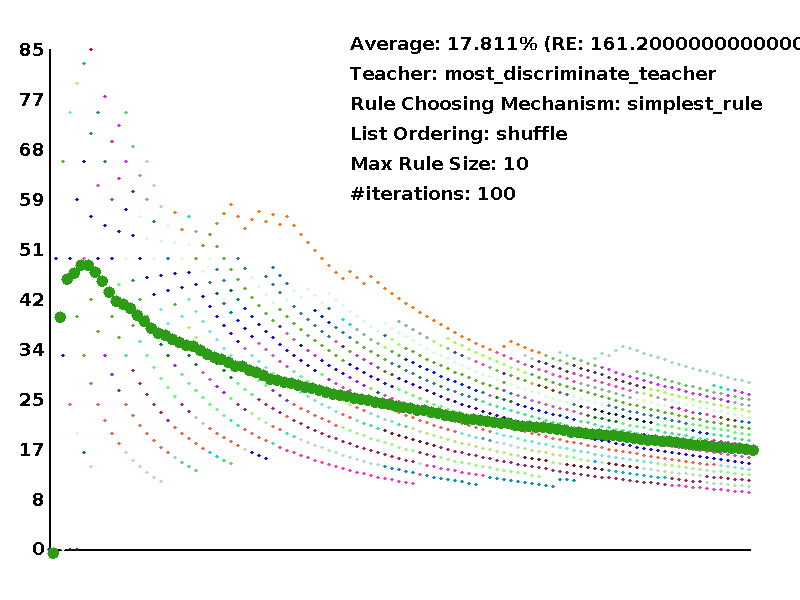 Average: 17.811% (RE: 161.2000000000000
Teacher: most_discriminate_teacher
Rule Choosing Mechanism: simplest_rule
List Ordering: shuffle
Max Rule Size: 10
#iterations: 100
85
77
68
59
51
42
34
25
17
8
0